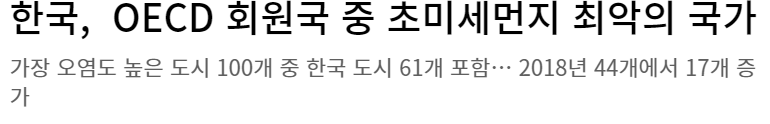 한국, OECD 회원국 중 초미세먼지 최악의 국가
가장 오염도 높은 도시 100개 중 한국 도시 61개 포함… 2018년 44개에서 17개 증
가